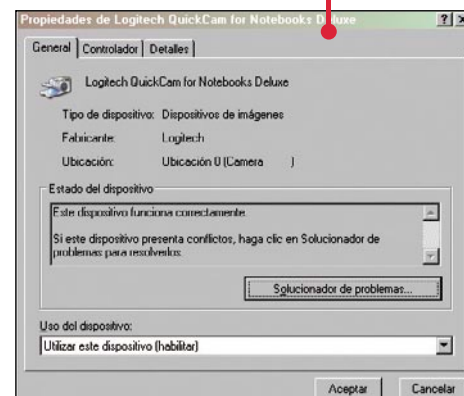 Propiedades de Logitech QuickCam for Notebooks Deluxe
General Controlador Detalles
Logitech QuickCam for Notebooks Deluxe
Tipo de dispositivo: Dispositivos de imágenes
Fabricante: Logitech
Ubicación: Ubicación 0 (Camera )
Estado del dispositivo
Este dispositivo funciona correctamente.
Si este dispositivo presenta conflictos, haga clic en Solucionador de
problemas para resolverlos.
Solucionador de problemas...
Uso del dispositivo:
Utilizar este dispositivo (habilitar)
Aceptar Cancelar